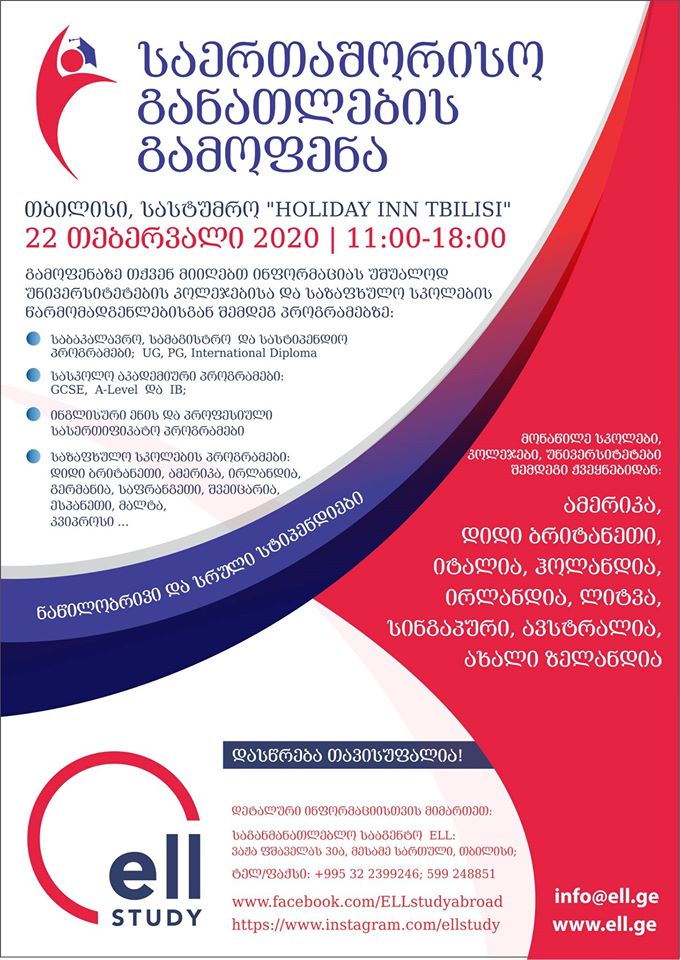 საერთაშორისო
განათლების
გამოფენა
თბილისი, სასტუმრო "HOLIDAY INN TBILISI"
22 თებერვალი 2020 | 11:00-18:00
გამოფენაზე თქვენ მიიღებთ ინფორმაციას უშუალოდ
უნივერსიტეტების კოლეჯებისა და საზაფხულო სკოლების
წარმომადგენლებისგან შემდეგ პროგრამებზე:
საბაკალავრო, სამაგისტრო და სასტიპენდიო
პროგრამები; UG, PG, International Diploma
სასკოლო აკადემიური პროგრამები:
GCSE, A-Level და IB;
ინგლისური ენის და პროფესიული
სასერთიფიკატო პროგრამები
საზაფხულო სკოლების პროგრამები:
დიდი ბრიტანეთი, ამერიკა, ირლანდია,
გერმანია, საფრანგეთი, შვეიცარია,
ესპანეთი, მალტა,
კვიპროსი ...
ნაწილობრივი და სრული სტიპენდიები
მონაწილე სკოლები,
კოლეჯები, უნივერსიტეტები
შემდეგი ქვეყნებიდან:
ამერიკა,
დიდი ბრიტანეთი,
იტალია, ჰოლანდია,
ირლანდია, ლიტვა,
სინგაპური, ავსტრალია,
ახალი ზელანდია
დასწრება თავისუფალია!
დეტალური ინფორმაციისთვის მიმართეთ:
საგანმანათლებლო სააგენტო ELL:
ვაჟა ფშაველას 30ა, მესამე სართული, თბილისი;
ტელ/ფაქსი: +995 32 2399246; 599 248851
www.facebook.com/ELLstudyabroad
https://www.instagram.com/ellstudy
ell
STUDY
info@ell.ge
www.ell.ge